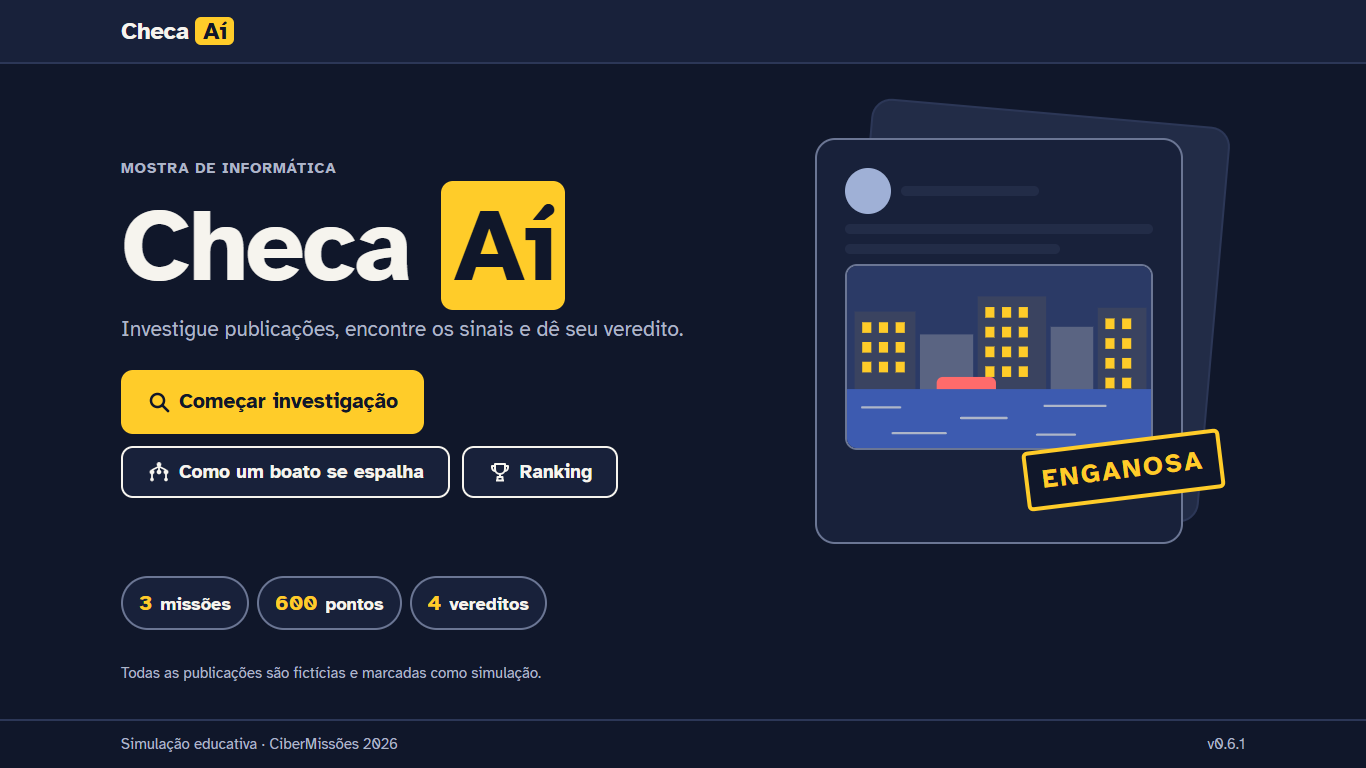 Checa Aí
MOSTRA DE INFORMÁTICA
Checa Aí
Investigue publicações, encontre os sinais e dê seu veredito.
Começar investigação
Como um boato se espalha
Ranking
ENGANOSA
3 missões
600 pontos
4 vereditos
Todas as publicações são fictícias e marcadas como simulação.
Simulação educativa · CiberMissões 2026
v0.6.1